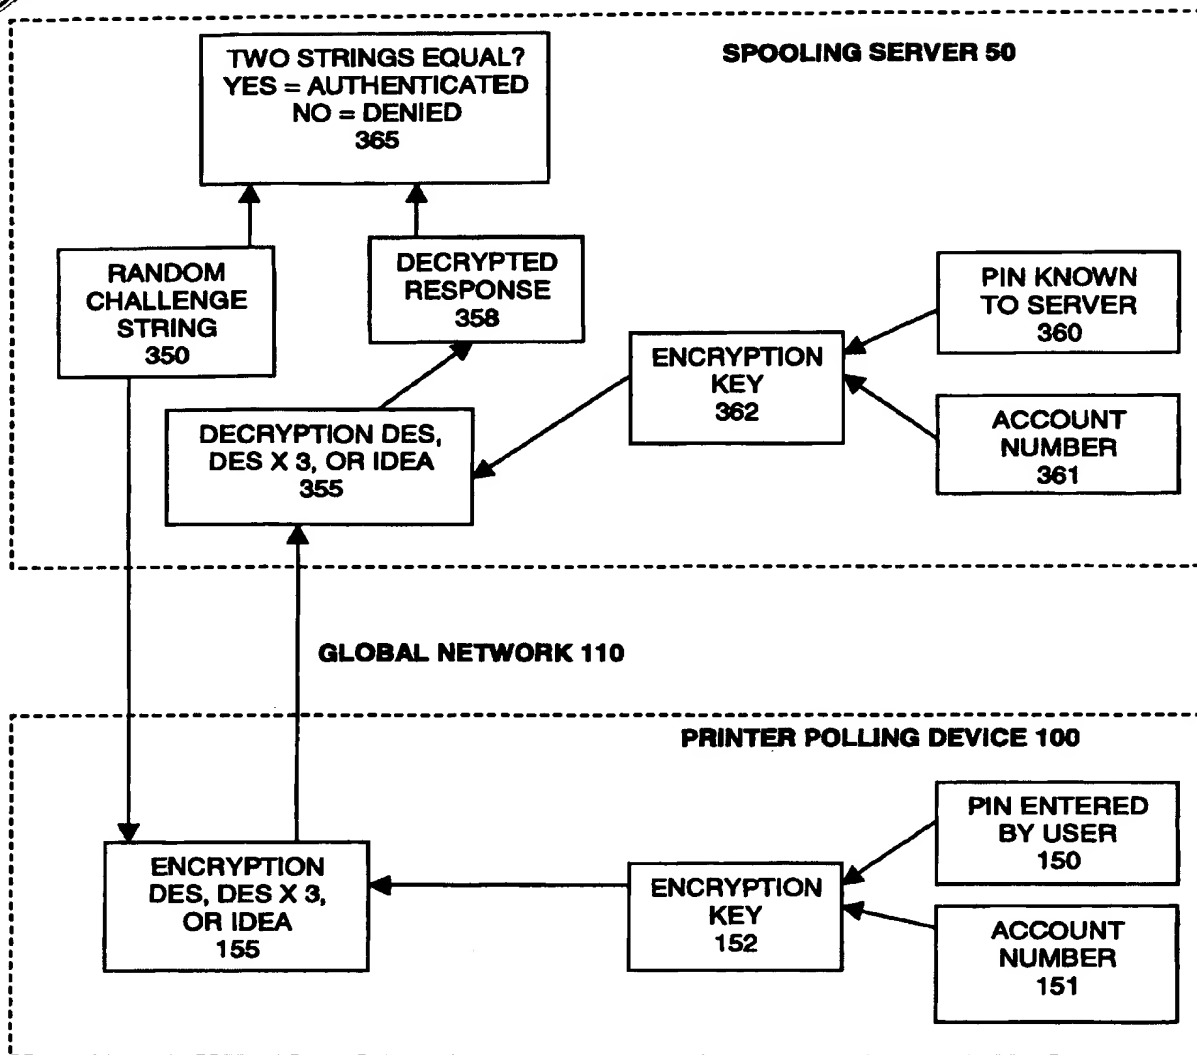 SPOOLING SERVER 50
TWO STRINGS EQUAL?
YES = AUTHENTICATED
NO = DENIED
365
RANDOM
CHALLENGE
STRING
350
DECRYPTED
RESPONSE
358
PIN KNOWN
TO SERVER
360
ENCRYPTION
KEY
362
ACCOUNT
NUMBER
361
DECRYPTION DES,
DES X 3, OR IDEA
355
GLOBAL NETWORK 110
PRINTER POLLING DEVICE 100
PIN ENTERED
BY USER
150
ENCRYPTION
DES, DES X 3,
OR IDEA
155
ENCRYPTION
KEY
152
ACCOUNT
NUMBER
151